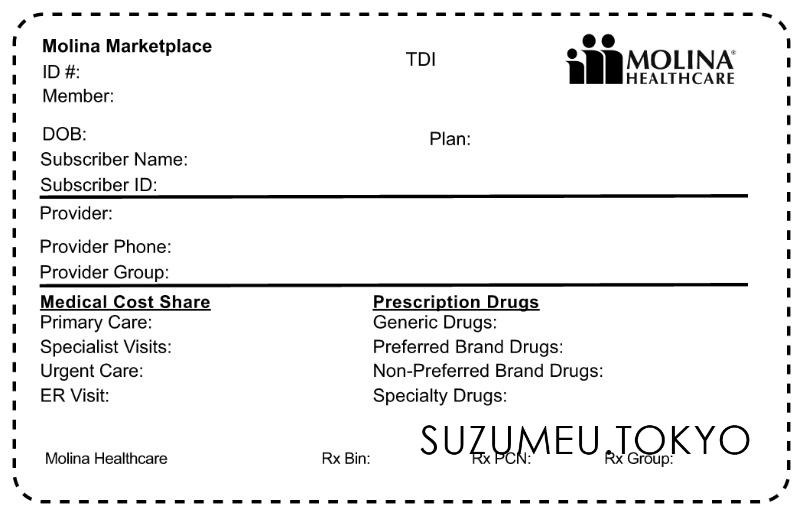 Molina Marketplace
TDI
MOLINA®
HEALTHCARE
ID #:
Member:
DOB:
Plan:
Subscriber Name:
Subscriber ID:
Provider:
Provider Phone:
Provider Group:
Medical Cost Share
Prescription Drugs
Primary Care:
Generic Drugs:
Specialist Visits:
Preferred Brand Drugs:
Urgent Care:
Non-Preferred Brand Drugs:
ER Visit:
Specialty Drugs:
SUZUMEU.TOKYO
Molina Healthcare
Rx Bin:
Rx PCN:
Rx Group: